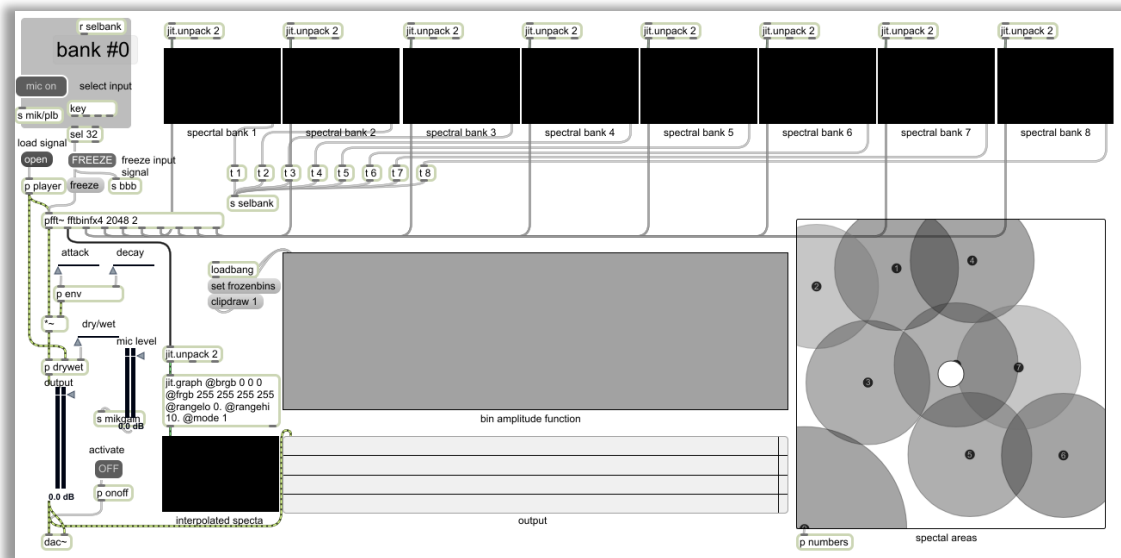 r selbank
bank #0
mic on
select input
s mik/plb
key
sel 32
load signal
open
FREEZE
freeze input
signal
p player
freeze
s bbb
pfft~ fftbinfx4 2048 2
jit.unpack 2
jit.unpack 2
jit.unpack 2
jit.unpack 2
jit.unpack 2
jit.unpack 2
jit.unpack 2
jit.unpack 2
specrtal bank 1
spectral bank 2
spectral bank 3
spectral bank 4
spectral bank 5
spectral bank 6
spectral bank 7
spectral bank 8
t 1
t 2
t 3
t 4
t 5
t 6
t 7
t 8
s selbank
attack
decay
p env
*~
dry/wet
mic level
p drywet
output
s mikgain
0.0 dB
activate
OFF
0.0 dB
p onoff
dac~
loadbang
set frozenbins
clipdraw 1
jit.unpack 2
jit.graph @brgb 0 0 0
@frgb 255 255 255 255
@rangelo 0. @rangehi
10. @mode 1
interpolated specta
bin amplitude function
output
1
4
2
3
7
5
6
p numbers
spectal areas